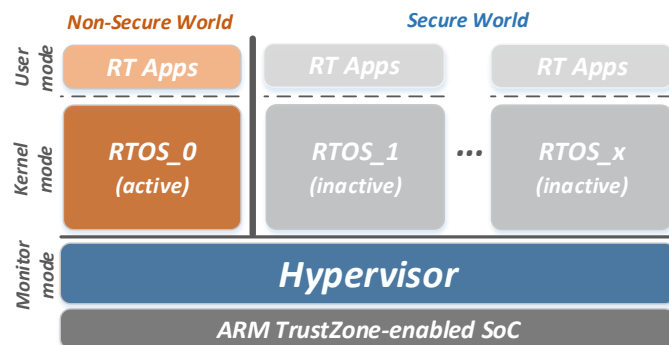 Non-Secure World
Secure World
User
mode
RT Apps
RT Apps
RT Apps
Kernel
mode
RTOS_0
(active)
RTOS_1
(inactive)
...
RTOS_x
(inactive)
Monitor
mode
Hypervisor
ARM TrustZone-enabled SoC